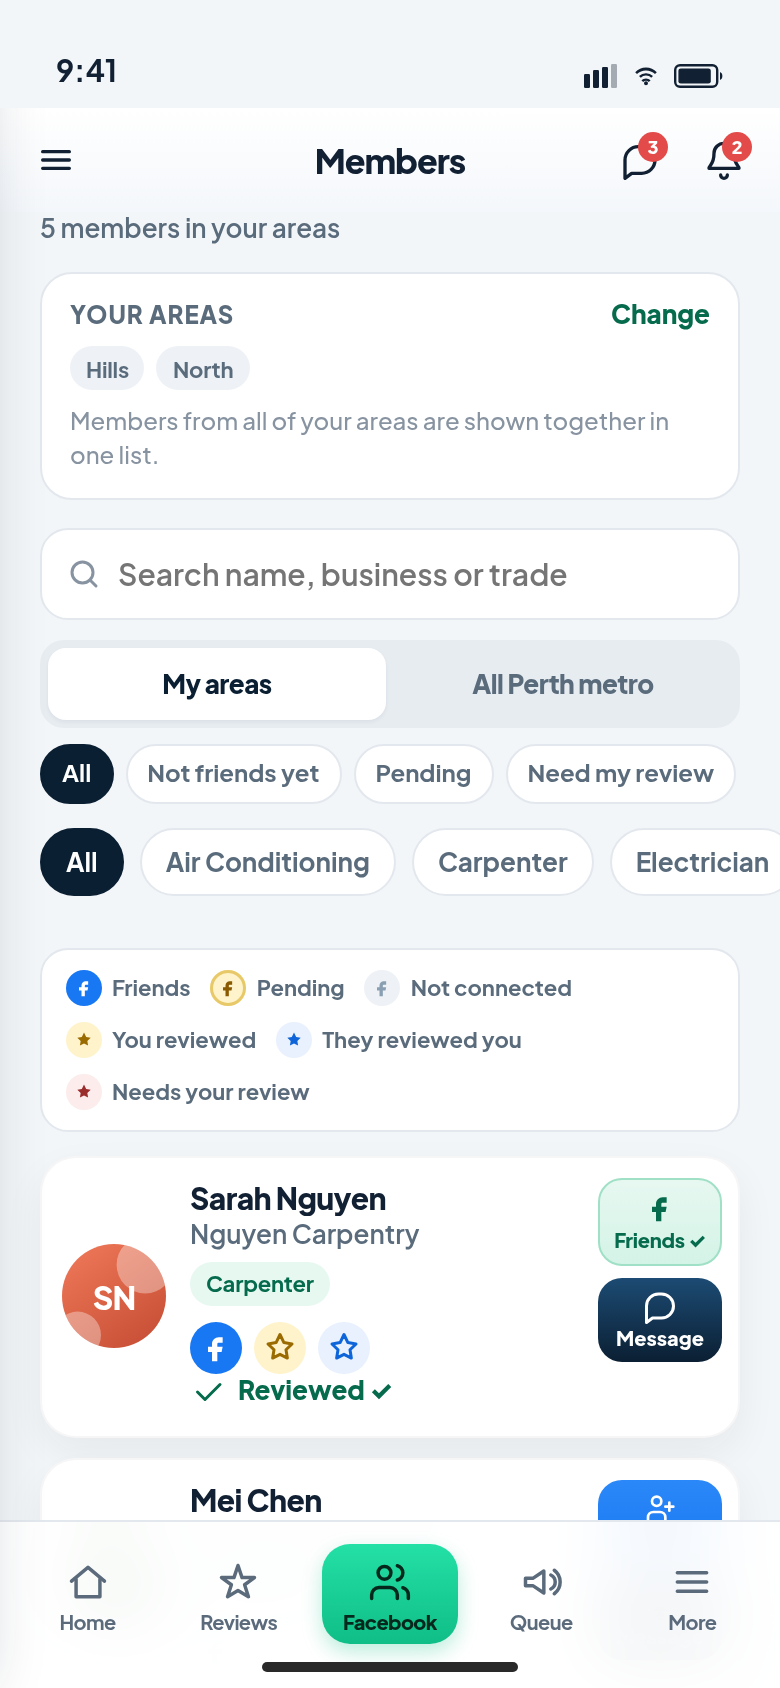 9:41
Members
3
2
5 members in your areas
YOUR AREAS
Change
Hills
North
Members from all of your areas are shown together in
one list.
Search name, business or trade
My areas
All Perth metro
All
Not friends yet
Pending
Need my review
All
Air Conditioning
Carpenter
Electrician
Friends
Pending
Not connected
You reviewed
They reviewed you
Needs your review
SN
Sarah Nguyen
Nguyen Carpentry
Carpenter
Reviewed ✓
Friends ✓
Message
Mei Chen
Home
Reviews
Facebook
Queue
More